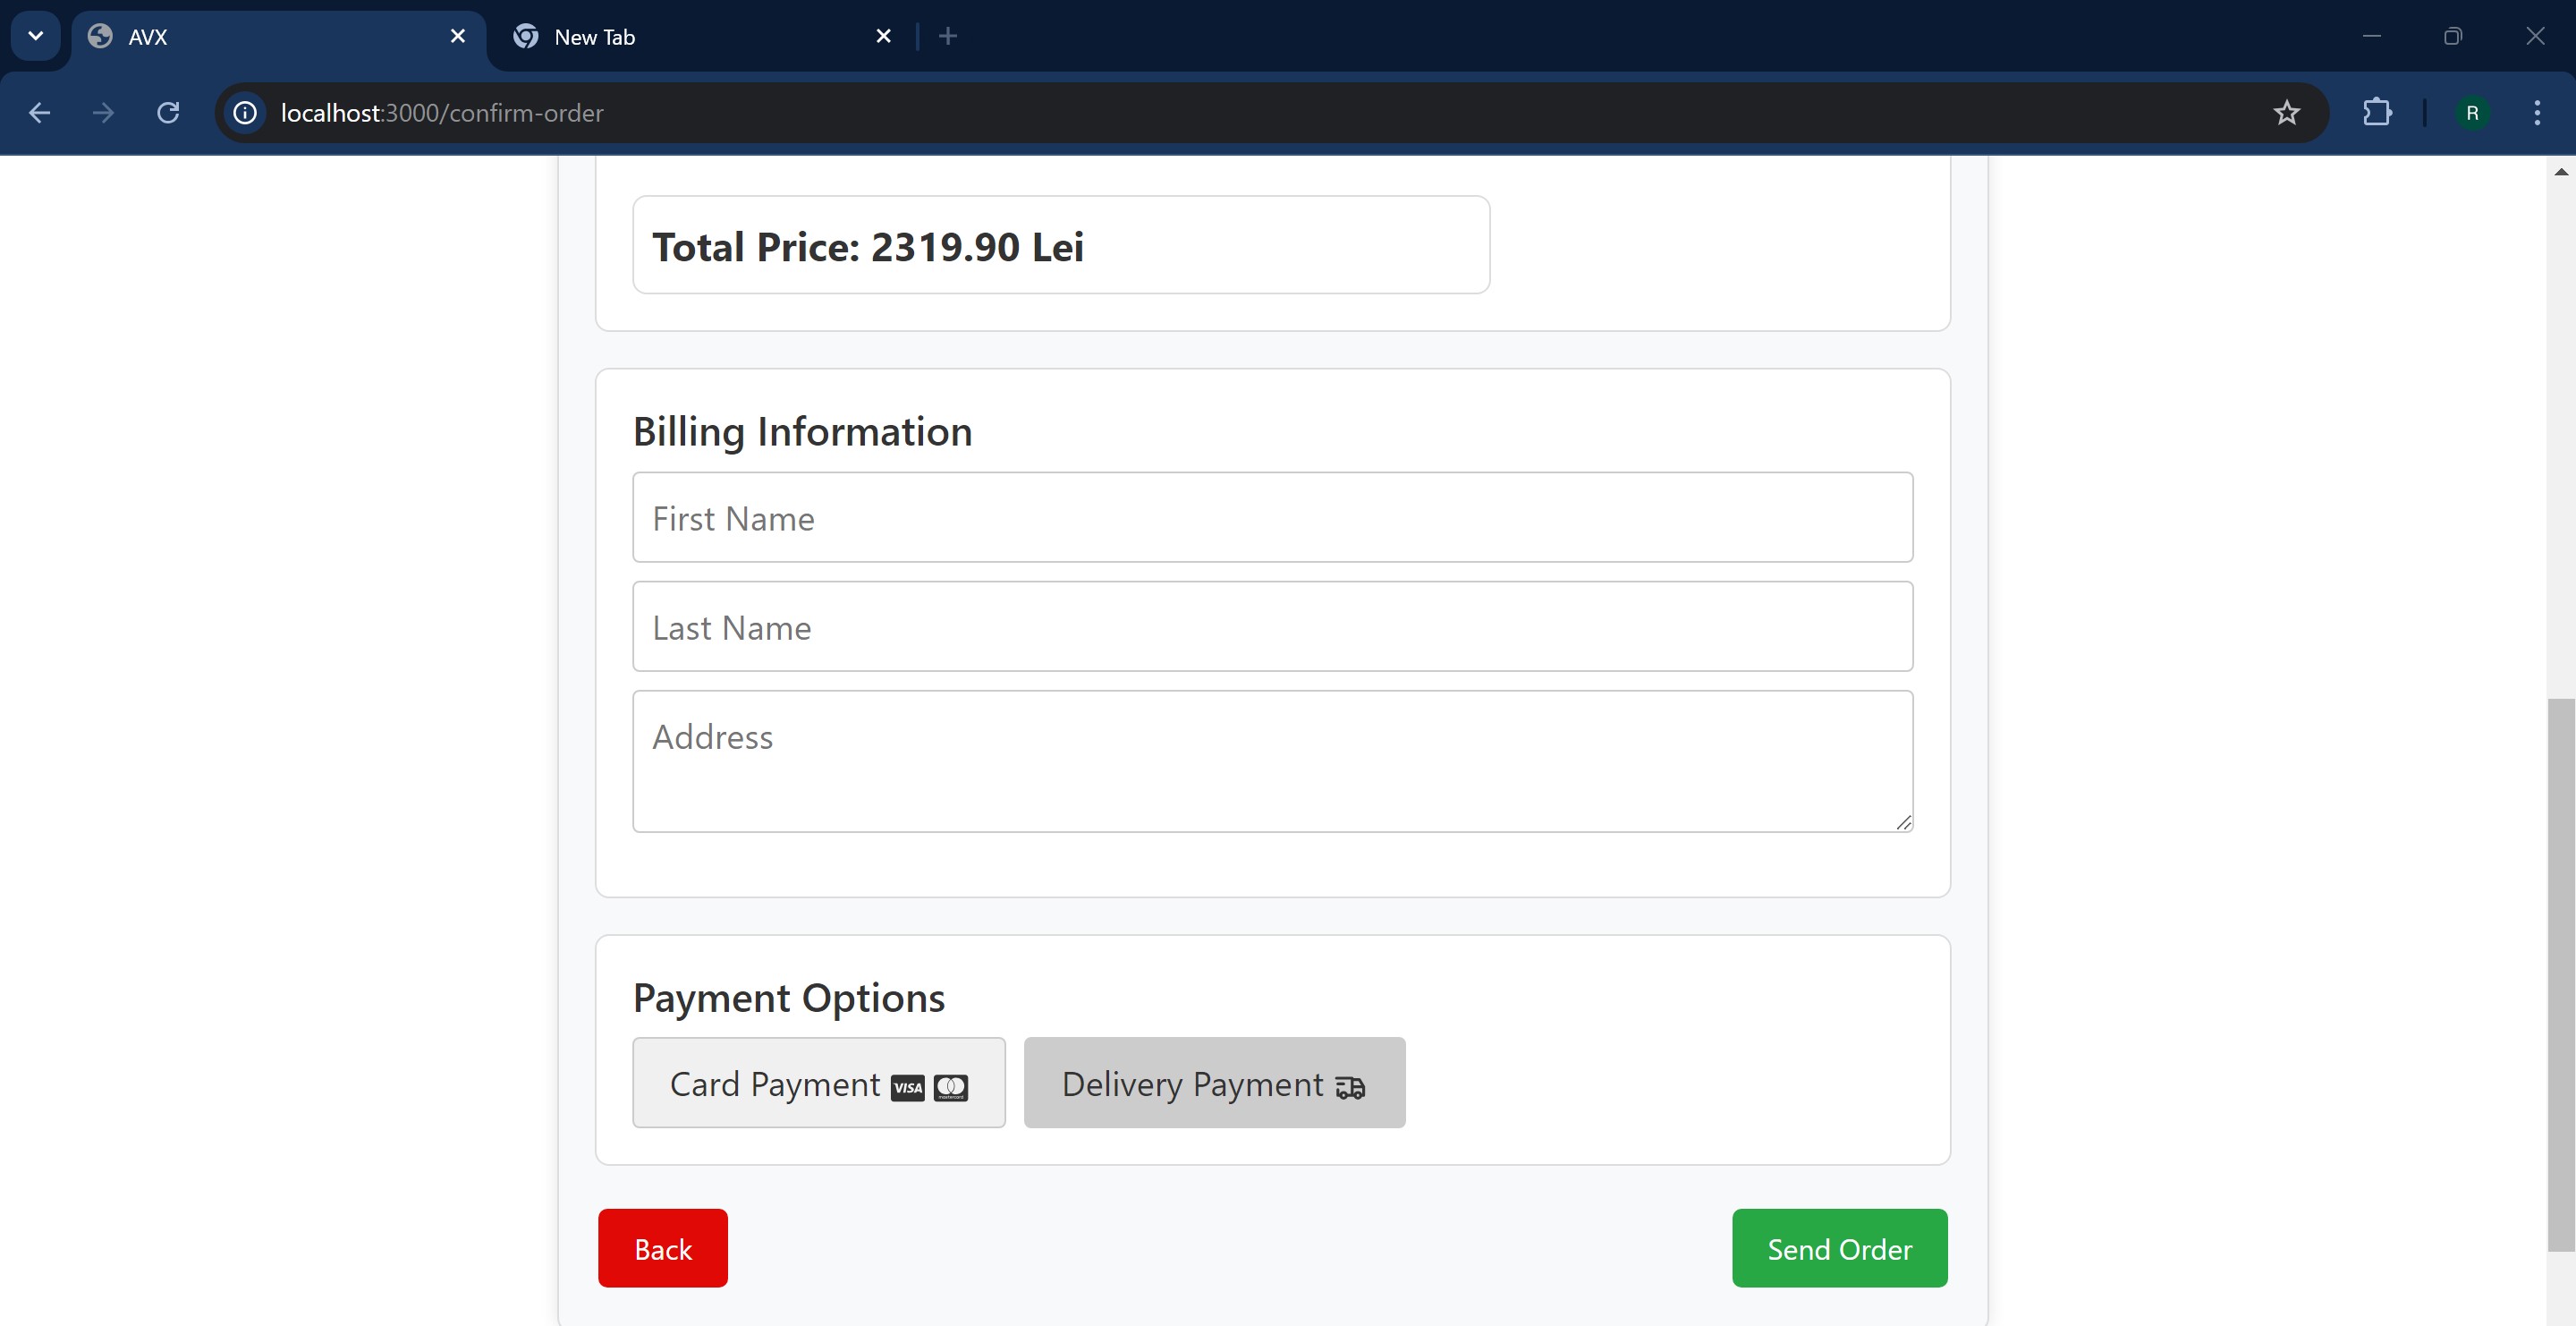 AVX
New Tab
localhost:3000/confirm-order
R
Total Price: 2319.90 Lei
Billing Information
First Name
Last Name
Address
Payment Options
Card Payment VISA mastercard
Delivery Payment
Back
Send Order